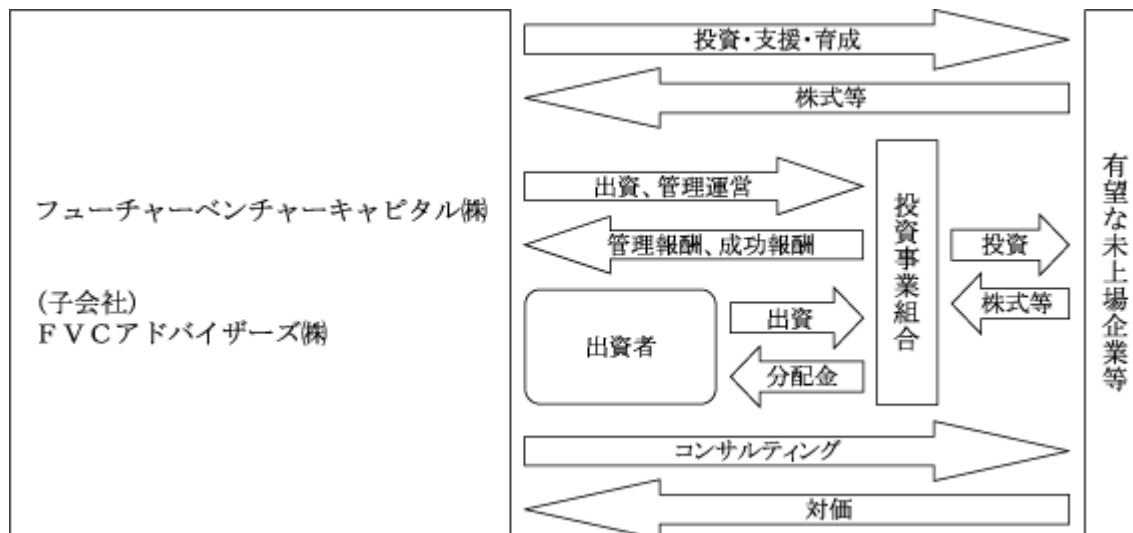 投資・支援・育成
株式等
フューチャーベンチャーキャピタル㈱
(子会社)
ＦＶＣアドバイザーズ㈱
出資、管理運営
管理報酬、成功報酬
出資者
出資
分配金
投資事業組合
投資
株式等
有望な未上場企業等
コンサルティング
対価